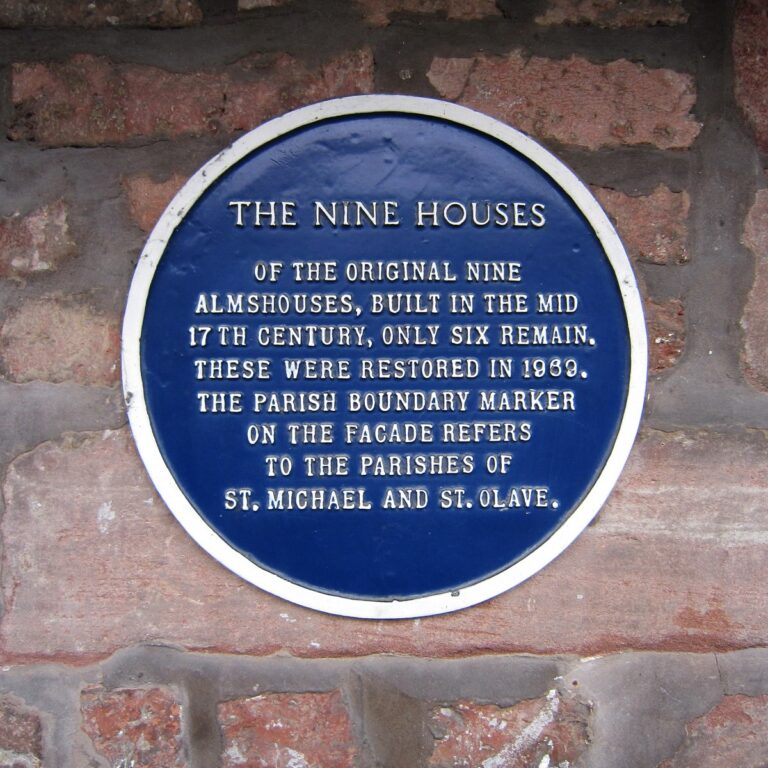 THE NINE HOUSES
OF THE ORIGINAL NINE
ALMSHOUSES, BUILT IN THE MID
17TH CENTURY, ONLY SIX REMAIN.
THESE WERE RESTORED IN 1969.
THE PARISH BOUNDARY MARKER
ON THE FACADE REFERS
TO THE PARISHES OF
ST. MICHAEL AND ST. OLAVE.